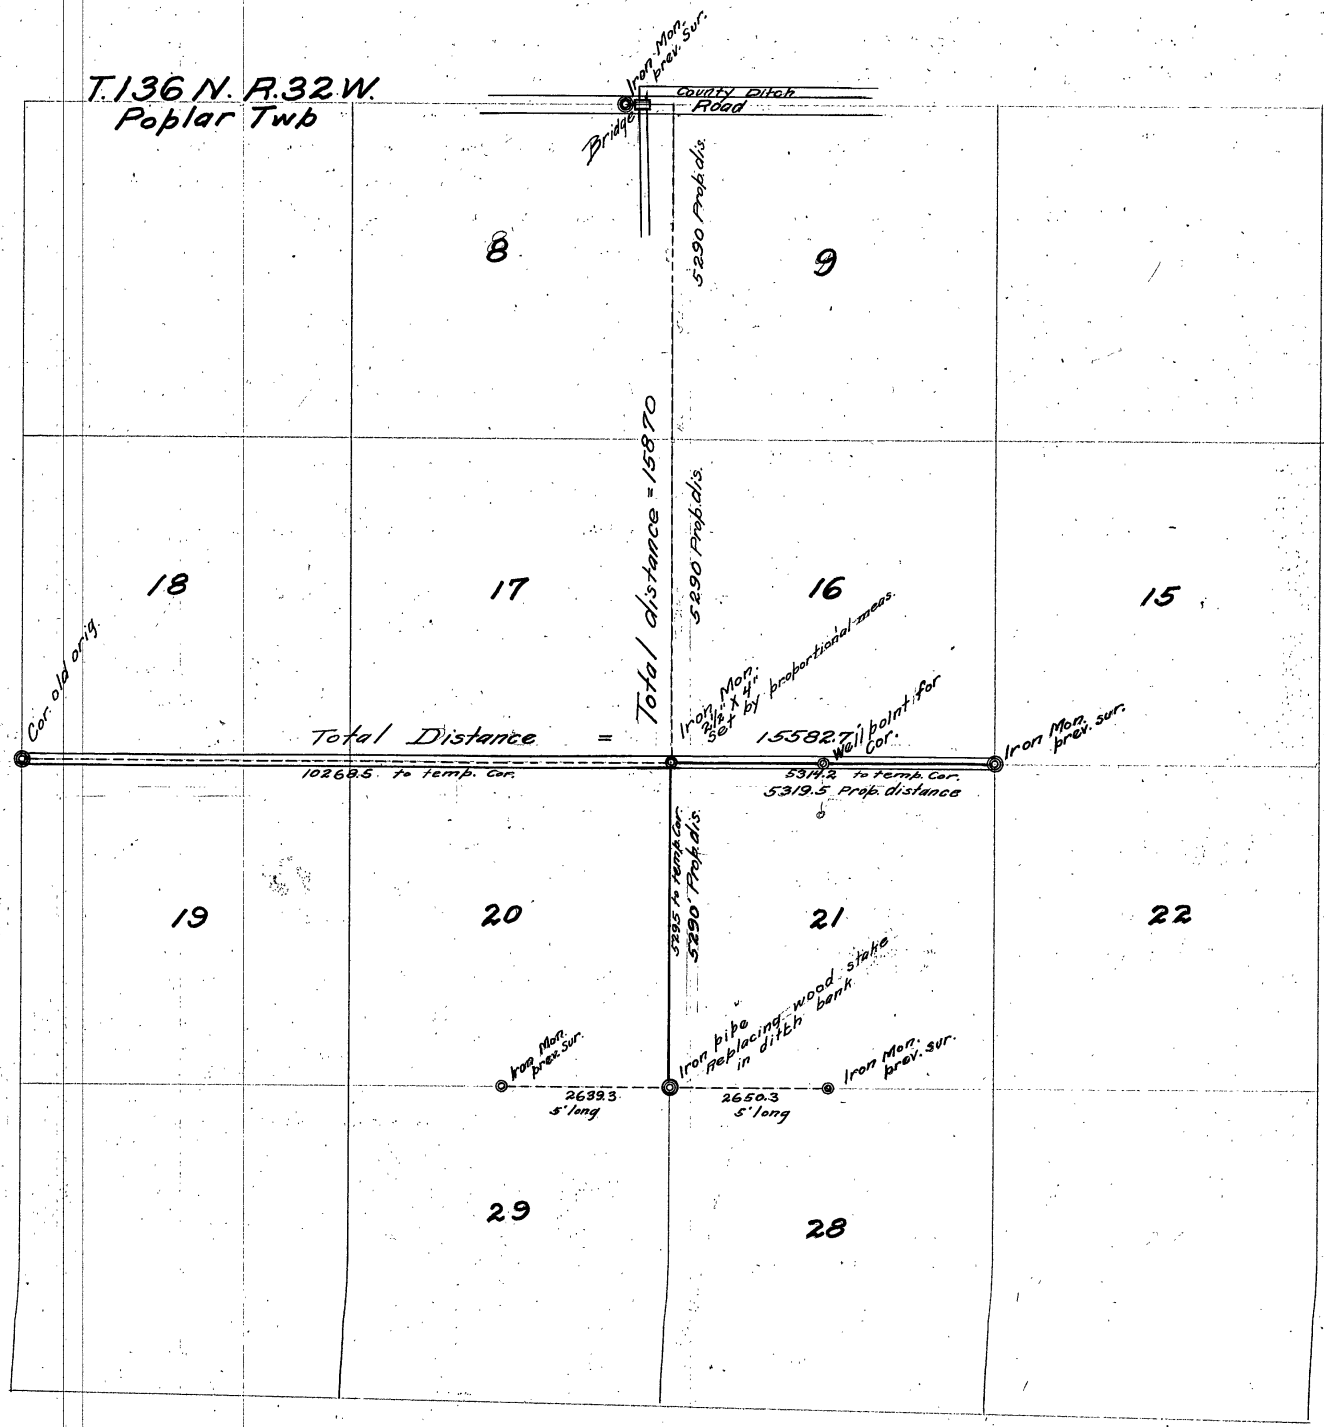 T.136 N. R.32 W.
Poplar Twp
Iron Mon.
prev. sur.
County Ditch
Road
Bridge
5290 Prop. dis.
8
9
Total distance = 15870
5290 Prop. dis.
18
17
16
15
Cor. old orig.
Iron Mon.
2½" X 4"
set by proportional meas.
Total Distance = 15582.7
Well point for
Cor.
Iron Mon.
prev. sur.
10268.5 to temp. Cor.
5314.2 to temp. Cor.
5319.5 Prop. distance
5295 to temp. Cor.
5290' Prop. dis.
19
20
21
22
Iron Mon.
prev. sur.
Iron pipe
Replacing wood stake
in ditch bank
Iron Mon.
prev. sur.
2639.3
5' long
2650.3
5' long
29
28